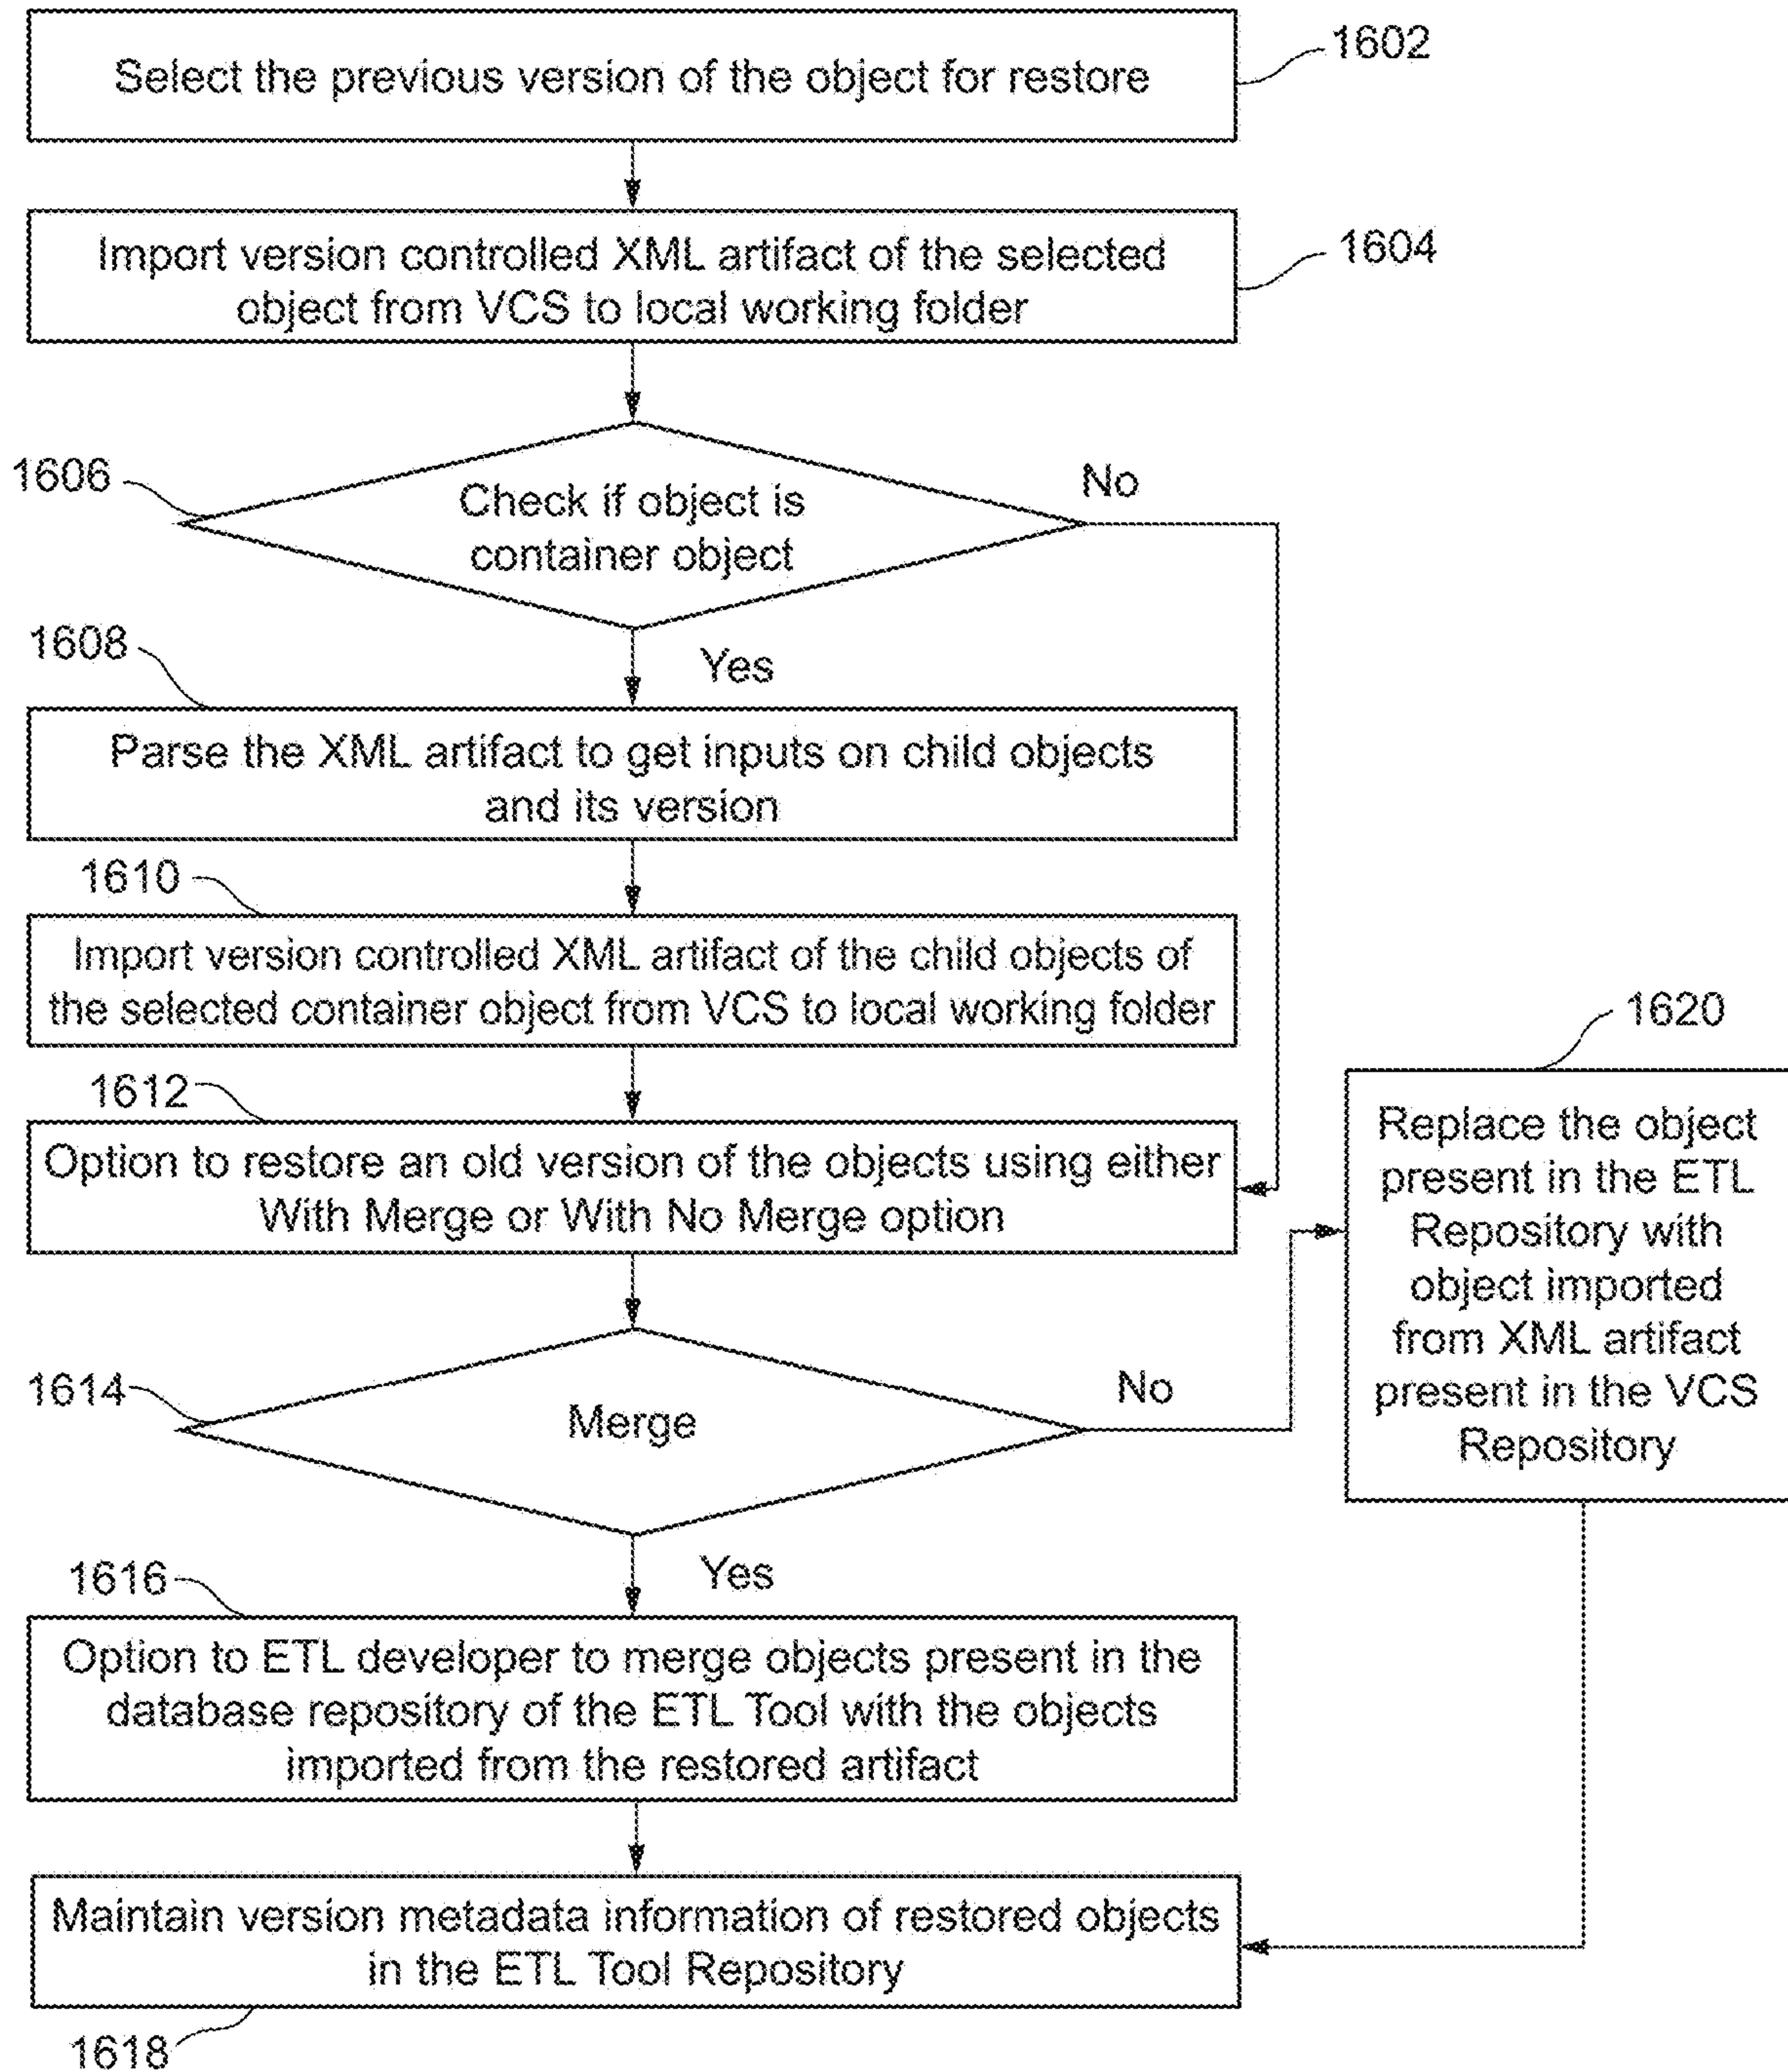 1602
Select the previous version of the object for restore
1604
Import version controlled XML artifact of the selected
object from VCS to local working folder
1606
No
Check if object is
container object
1608
Yes
Parse the XML artifact to get inputs on child objects
and its version
1610
Import version controlled XML artifact of the child objects of
the selected container object from VCS to local working folder
1612
Option to restore an old version of the objects using either
With Merge or With No Merge option
1620
Replace the object
present in the ETL
Repository with
object imported
from XML artifact
present in the VCS
Repository
1614
No
Merge
1616
Yes
Option to ETL developer to merge objects present in the
database repository of the ETL Tool with the objects
imported from the restored artifact
Maintain version metadata information of restored objects
in the ETL Tool Repository
1618